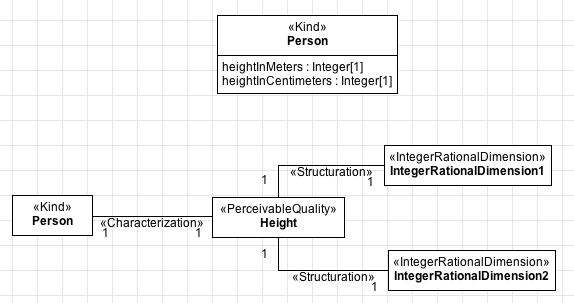 «Kind»
Person
heightInMeters : Integer[1]
heightInCentimeters : Integer[1]
«IntegerRationalDimension»
IntegerRationalDimension1
«Structuration»
1
1
«Kind»
Person
«Characterization»
1
1
«PerceivableQuality»
Height
1
«Structuration»
1
«IntegerRationalDimension»
IntegerRationalDimension2